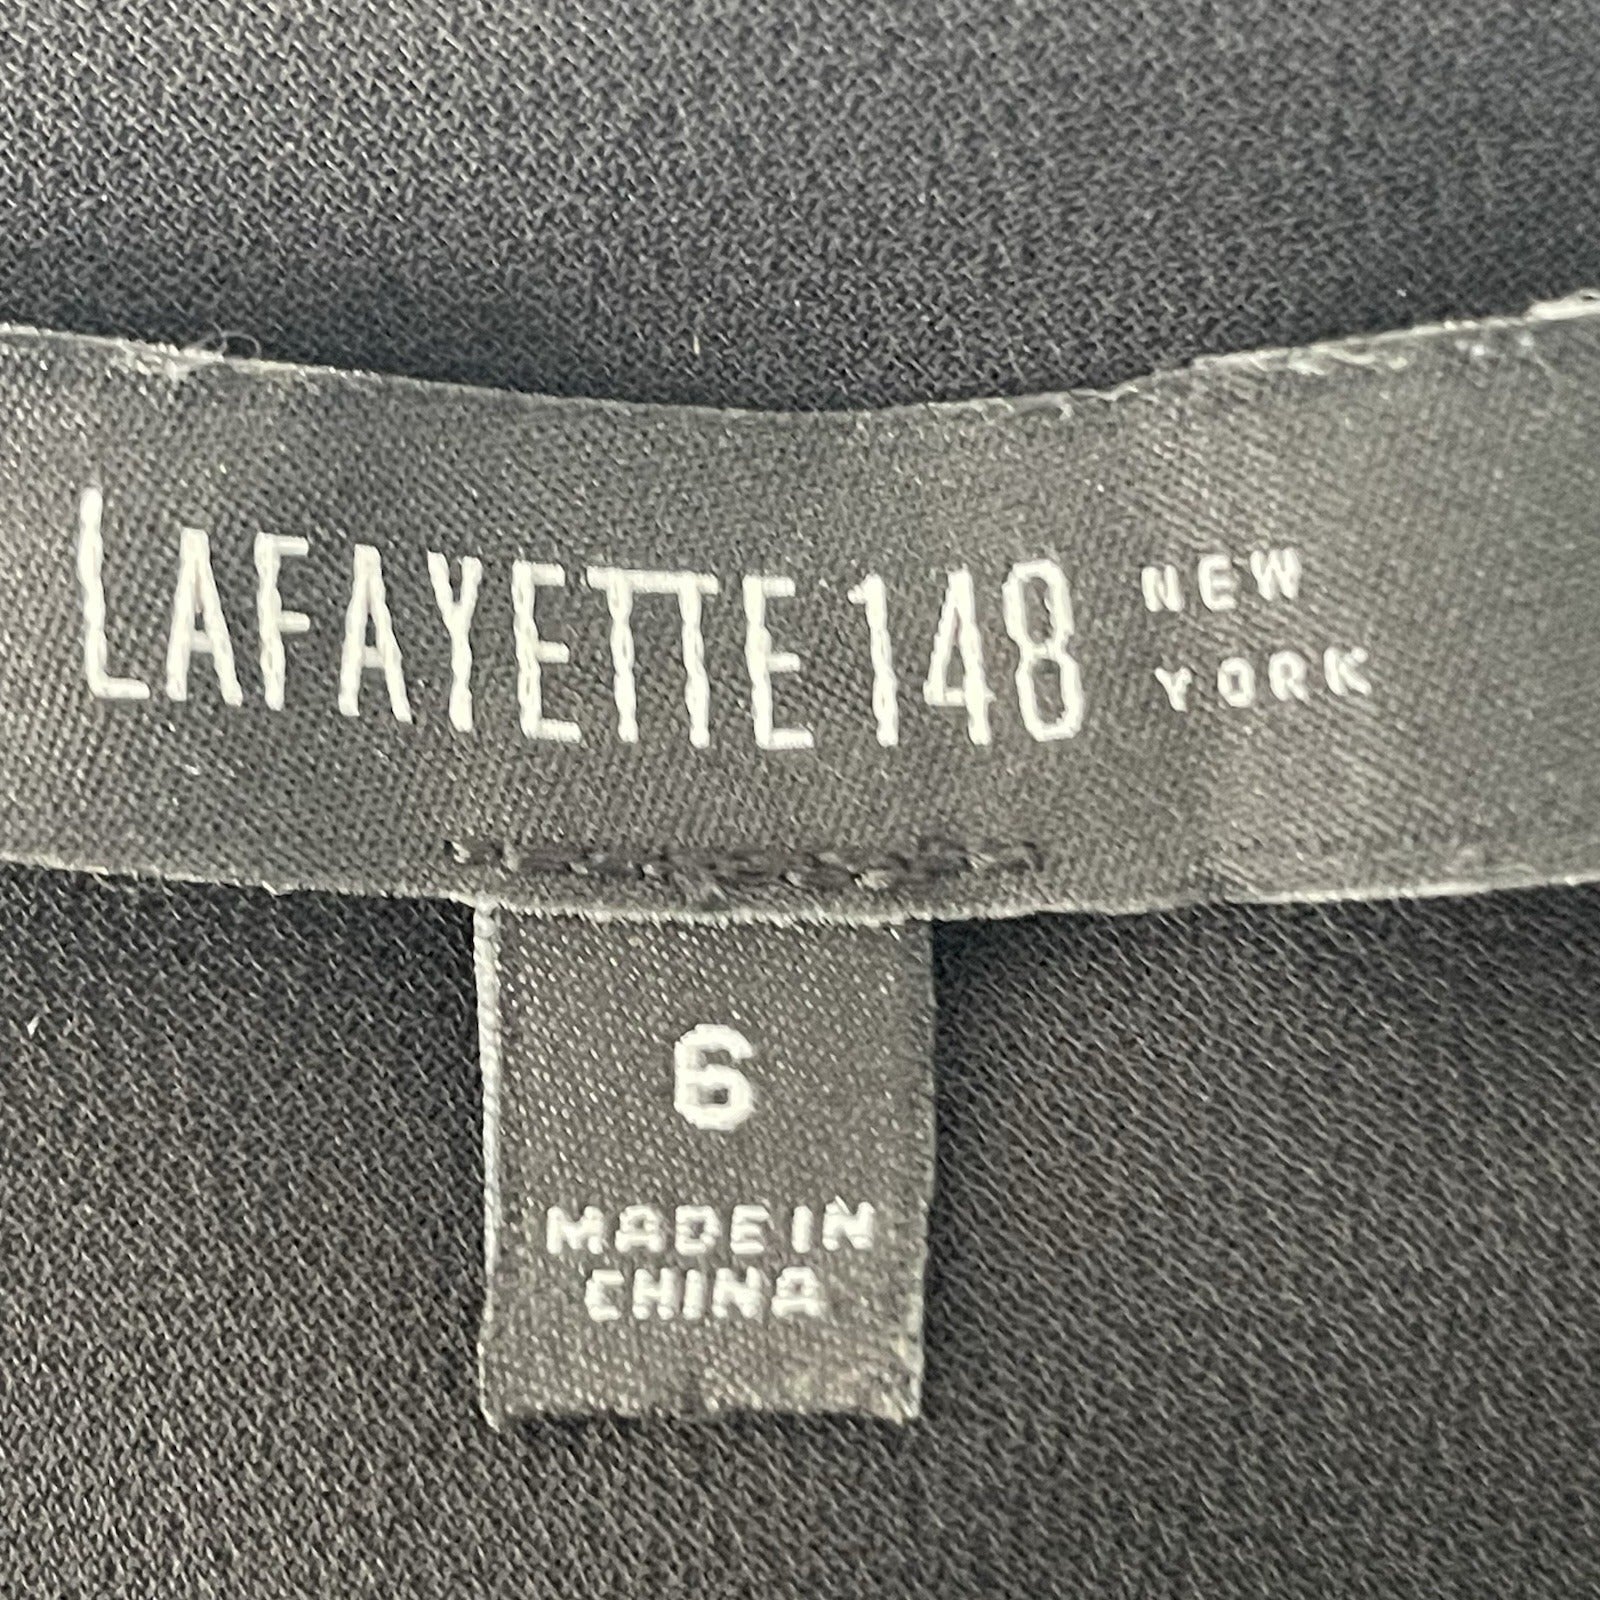 LAFAYETTE 148 NEW YORK
6
MADE IN
CHINA